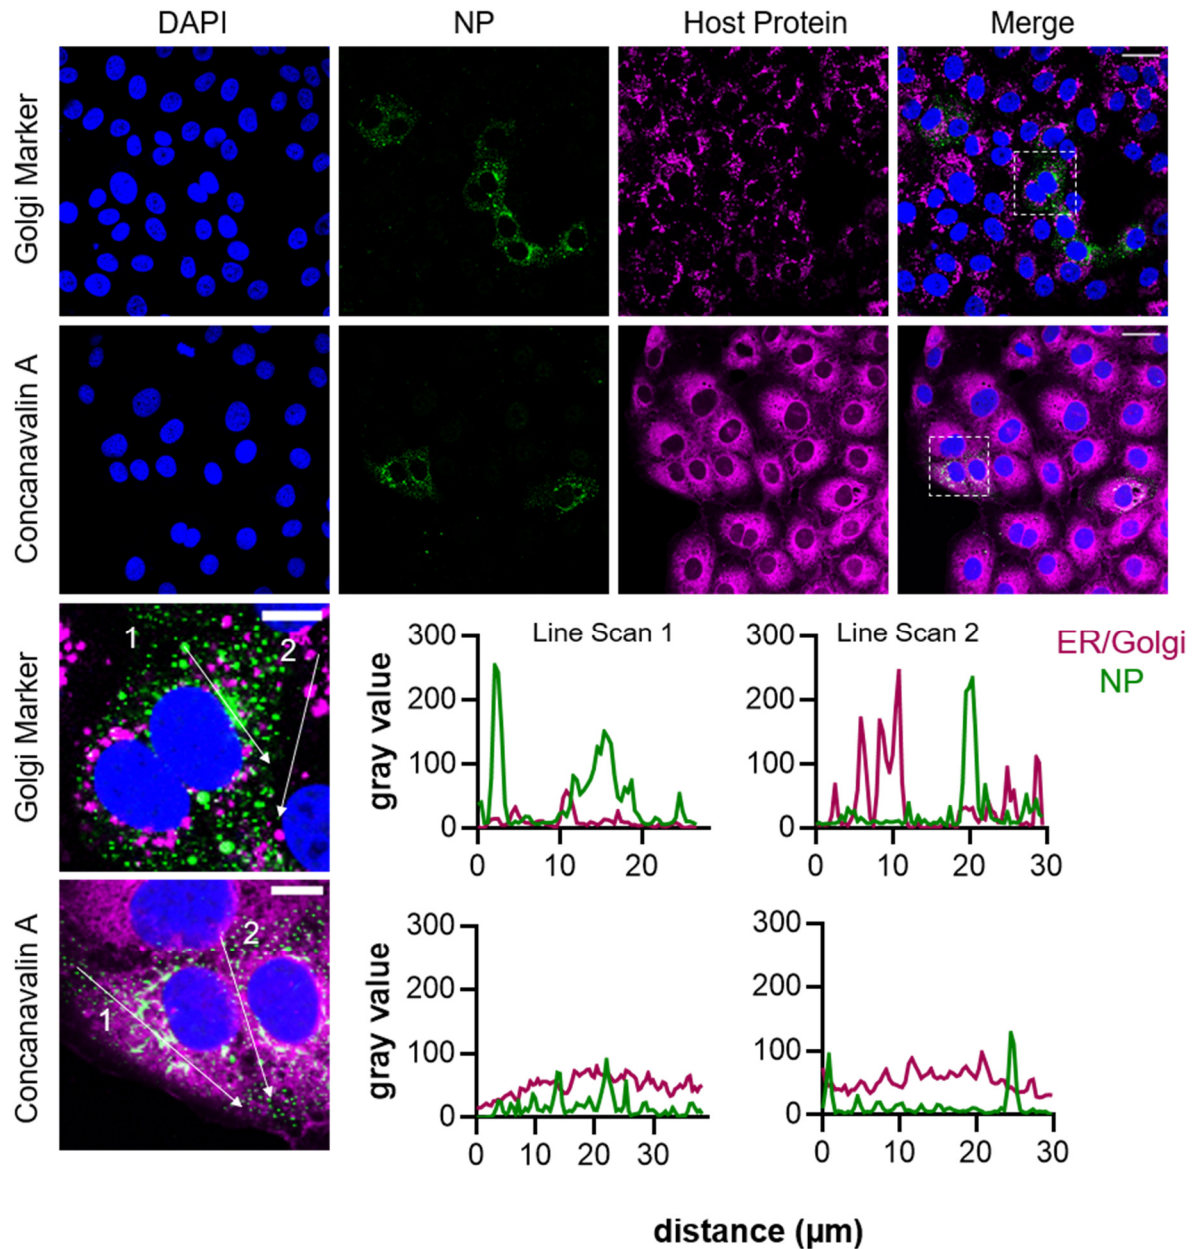 DAPI NP Host Protein Merge
Golgi Marker
Concanavalin A
Golgi Marker
1
2
gray value
300
200
100
0
0 10 20
Line Scan 1
300
200
100
0
0 10 20 30
Line Scan 2
ER/Golgi
NP
Concanavalin A
1
2
gray value
300
200
100
0
0 10 20 30
300
200
100
0
0 10 20 30
distance (μm)